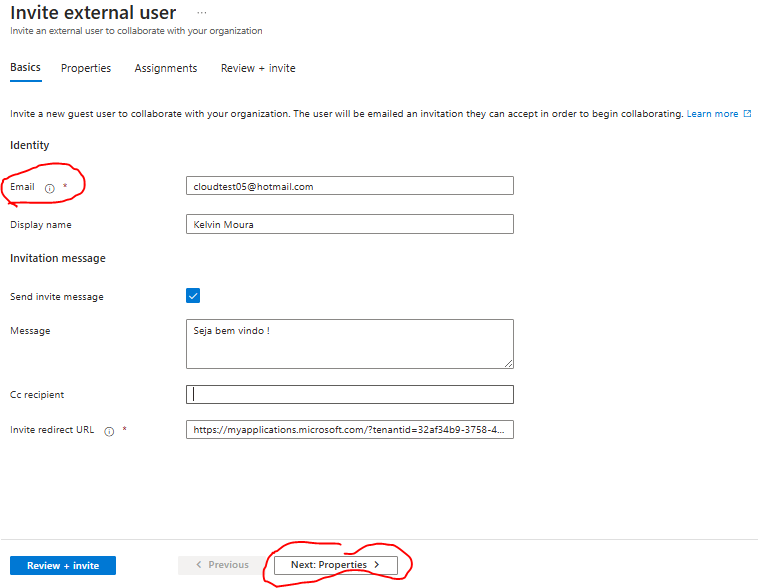 Invite external user ...
Invite an external user to collaborate with your organization
Basics Properties Assignments Review + invite
Invite a new guest user to collaborate with your organization. The user will be emailed an invitation they can accept in order to begin collaborating. Learn more
Identity
Email * cloudtest05@hotmail.com
Display name Kelvin Moura
Invitation message
Send invite message
Message Seja bem vindo !
Cc recipient
Invite redirect URL * https://myapplications.microsoft.com/?tenantid=32af34b9-3758-4...
Review + invite < Previous Next: Properties >